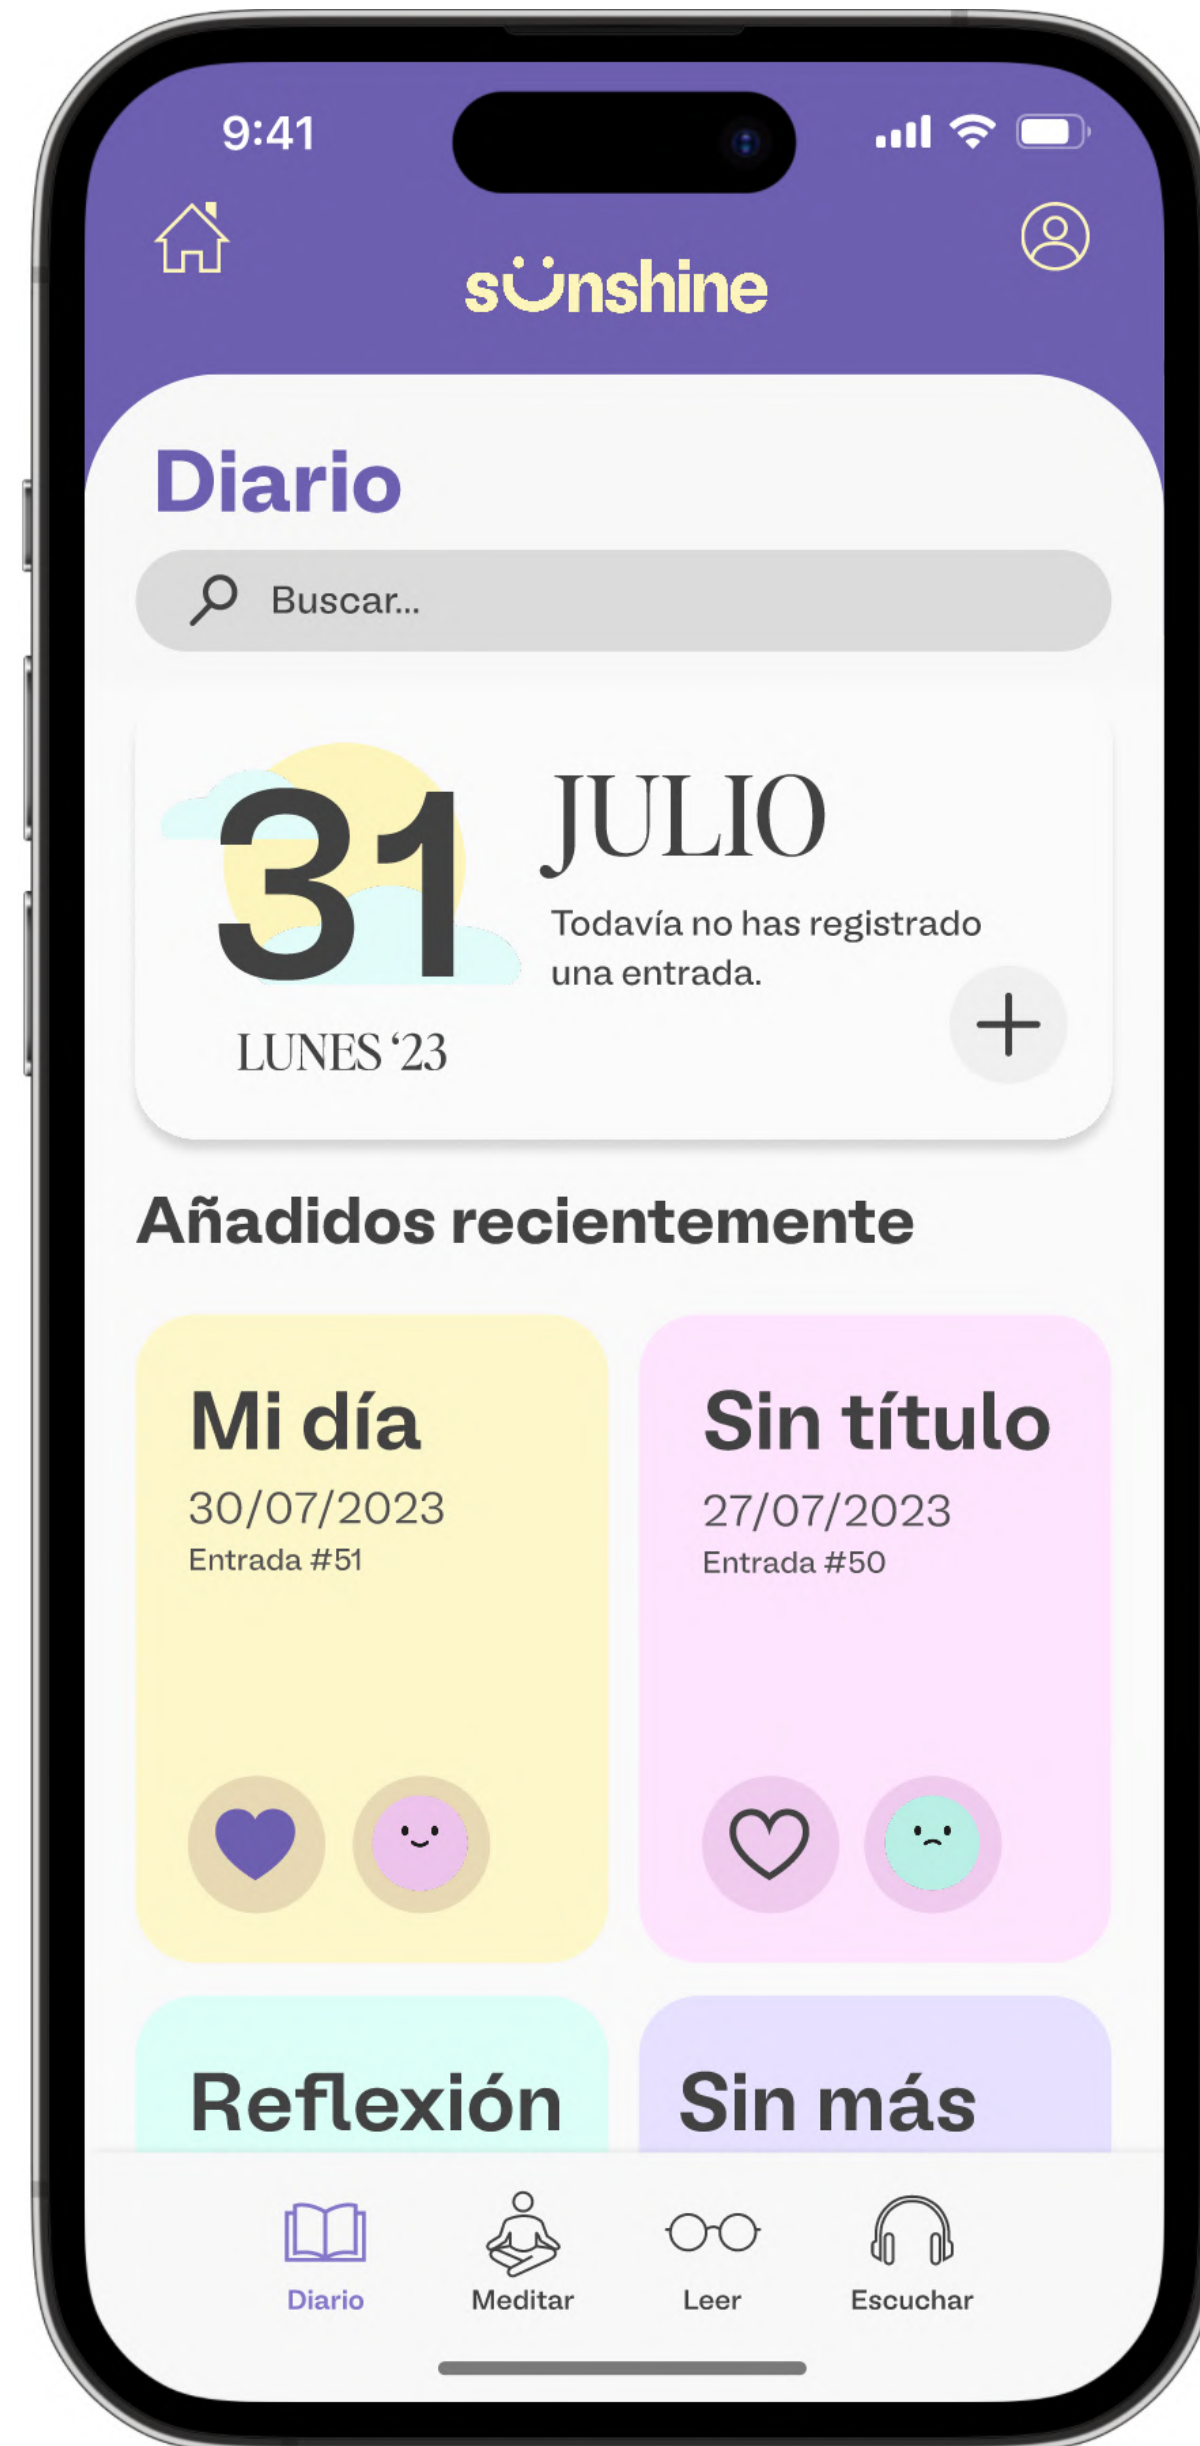 9:41
sünshine
Diario
Buscar...
31
JULIO
Todavía no has registrado
una entrada.
LUNES ‘23
Añadidos recientemente
Mi día
30/07/2023
Entrada #51
Sin título
27/07/2023
Entrada #50
Reflexión
Sin más
Diario
Meditar
Leer
Escuchar